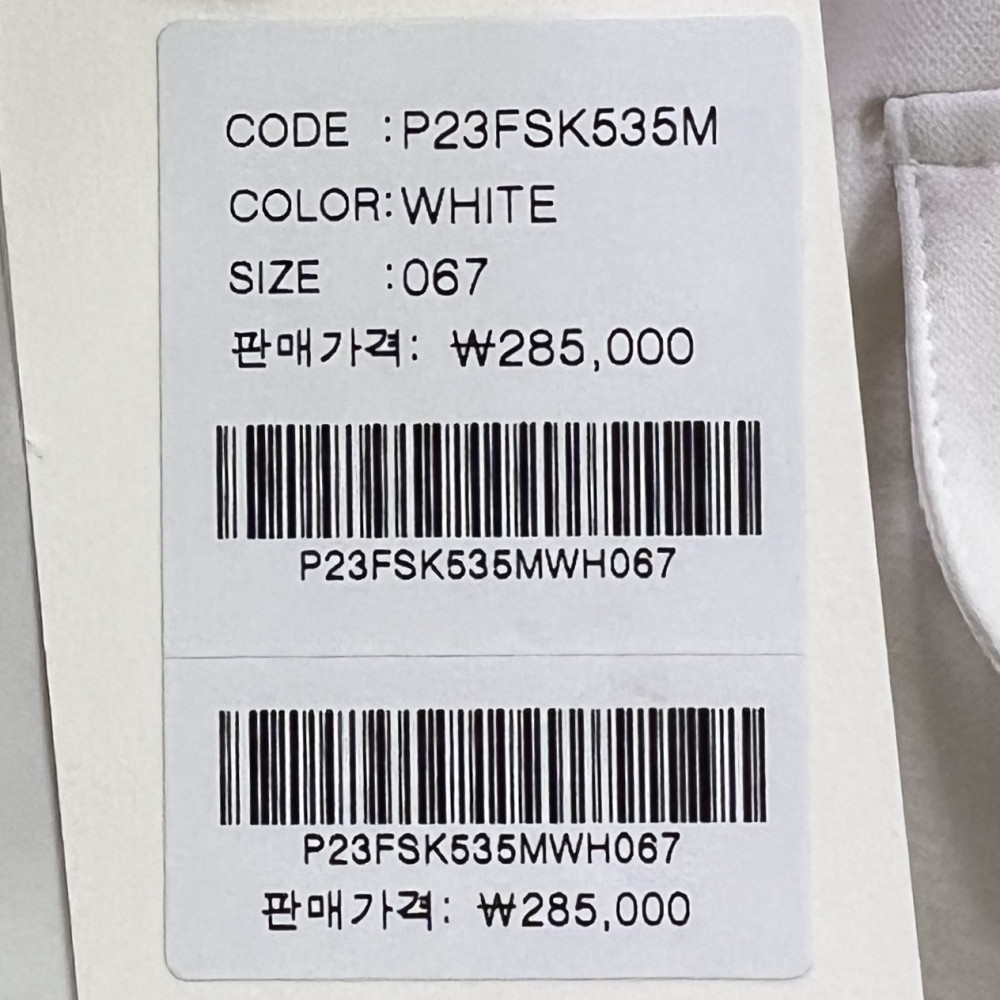 CODE :P23FSK535M
COLOR:WHITE
SIZE :067
판매가격: ₩285,000
P23FSK535MWH067
P23FSK535MWH067
판매가격: ₩285,000